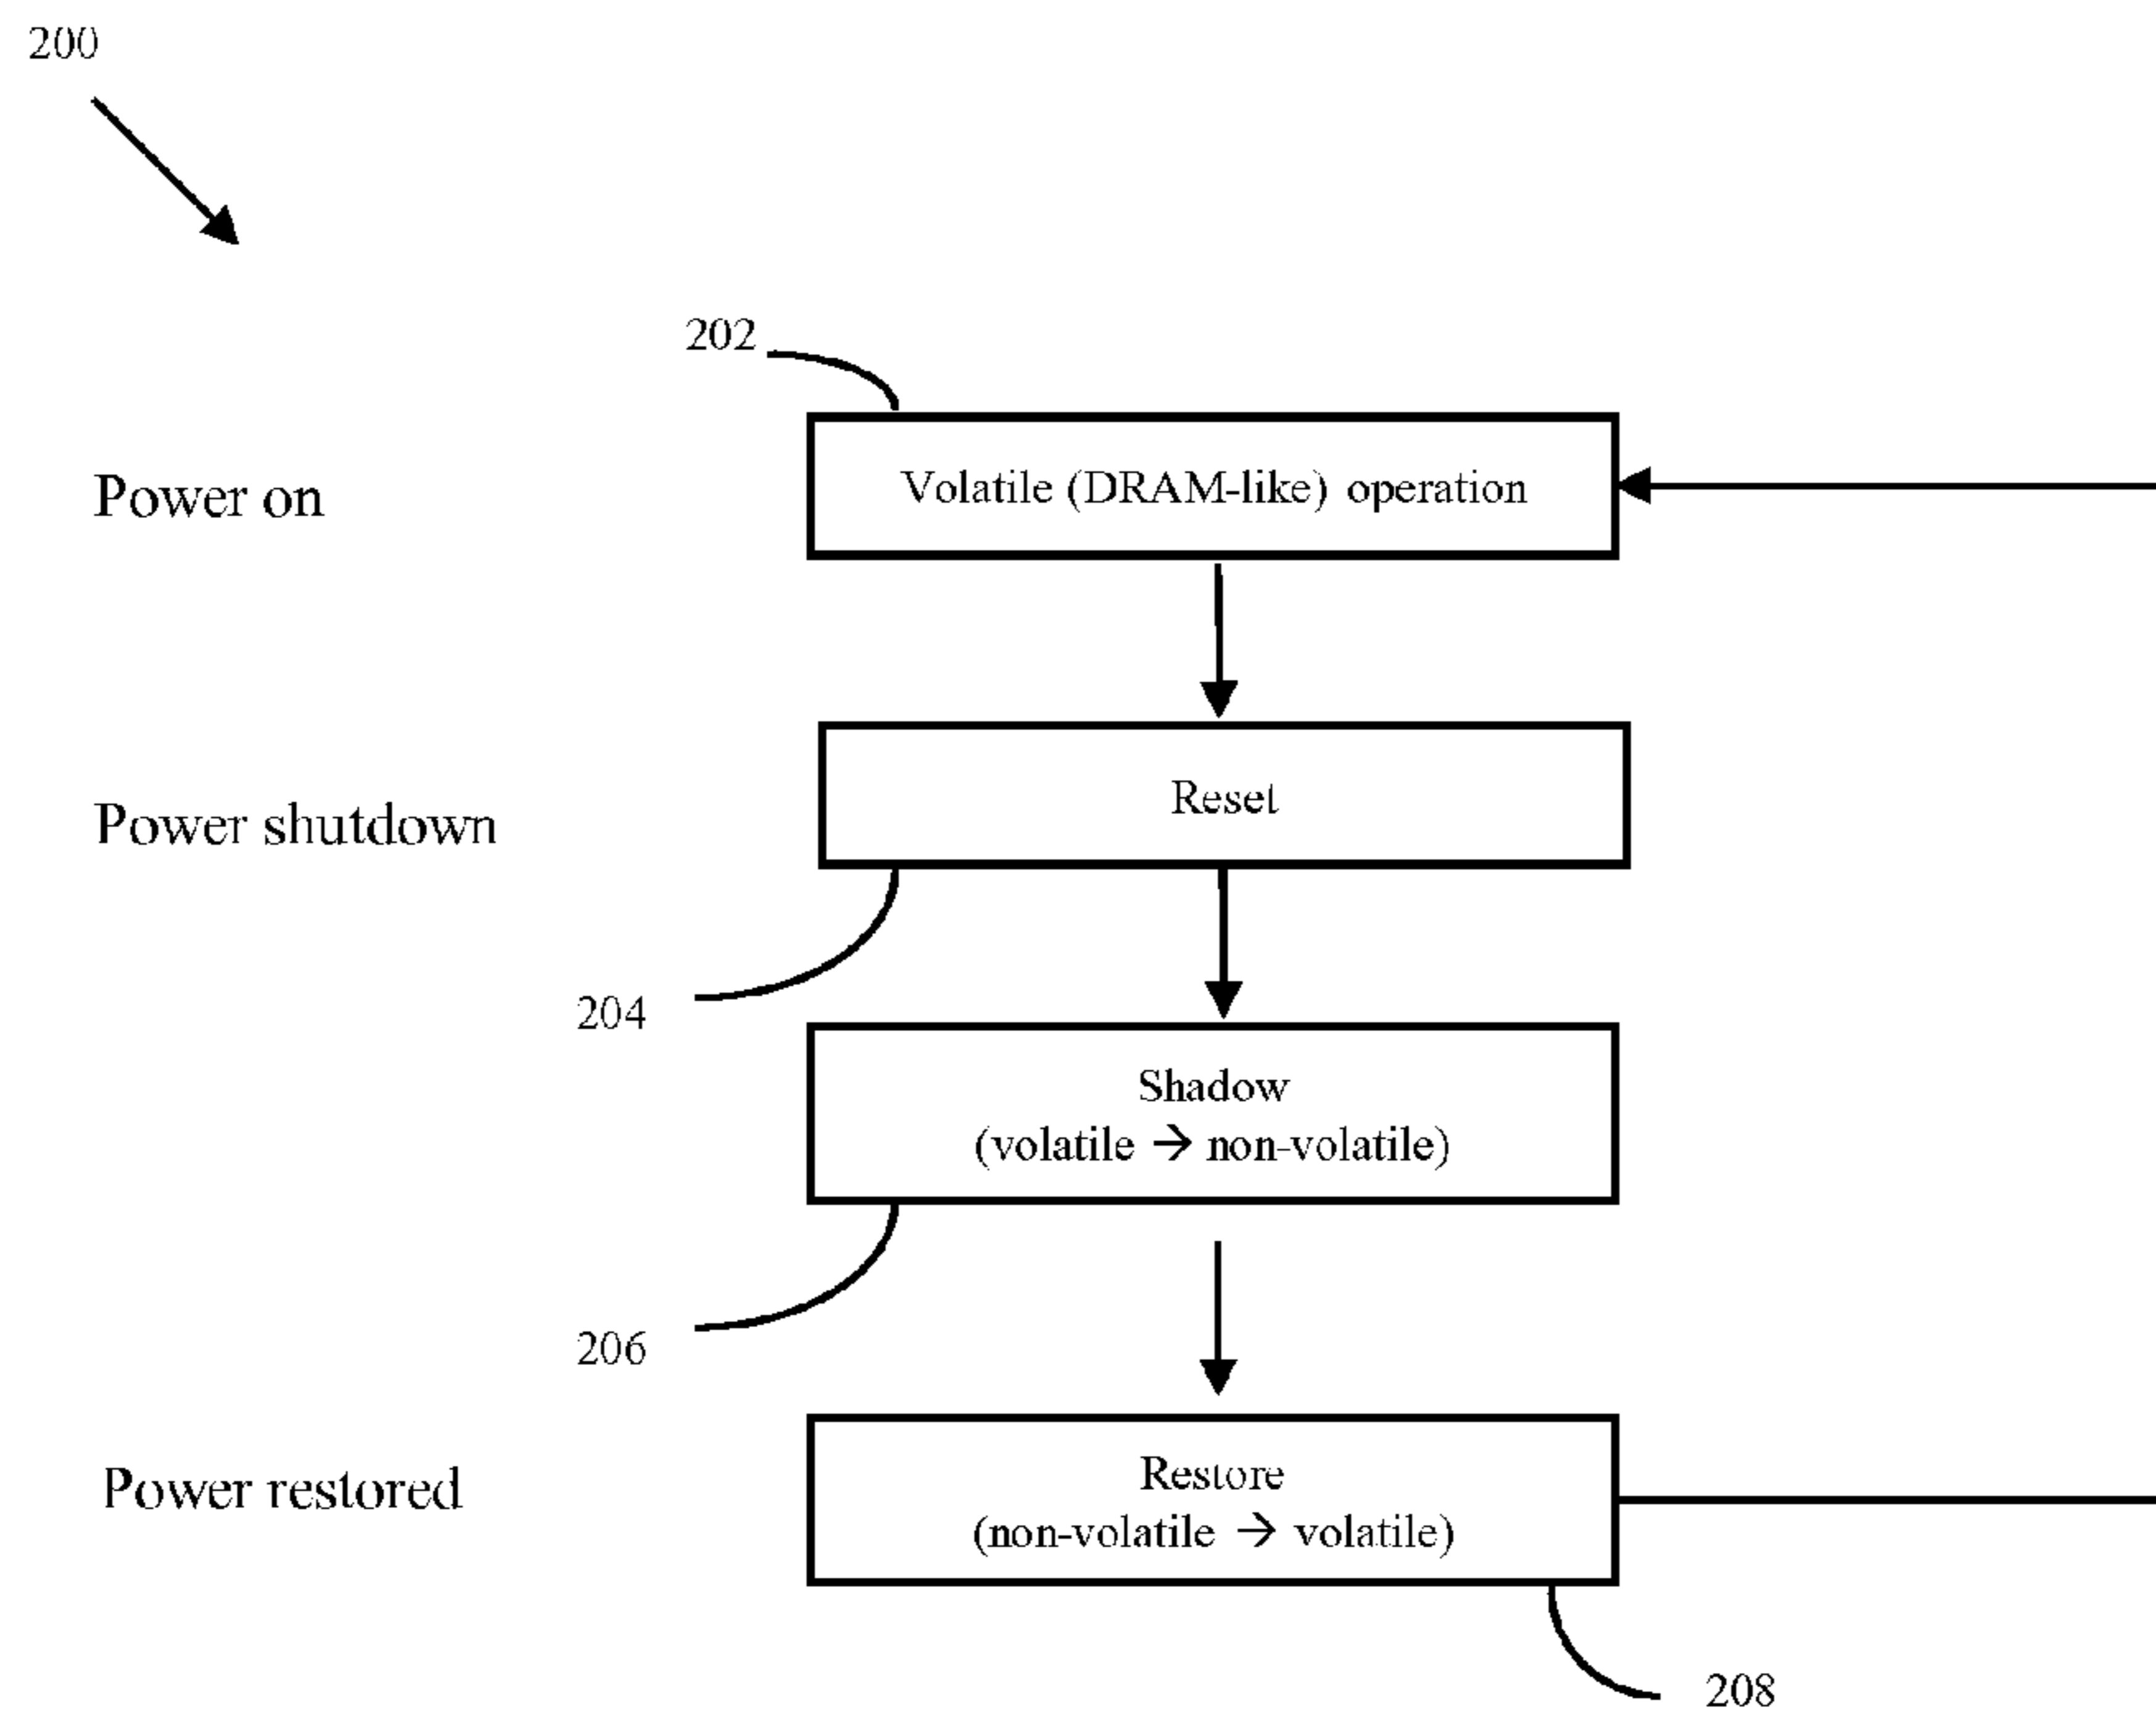 200
202
Power on
Volatile (DRAM-like) operation
Power shutdown
Reset
204
Shadow
(volatile → non-volatile)
206
Power restored
Restore
(non-volatile → volatile)
208